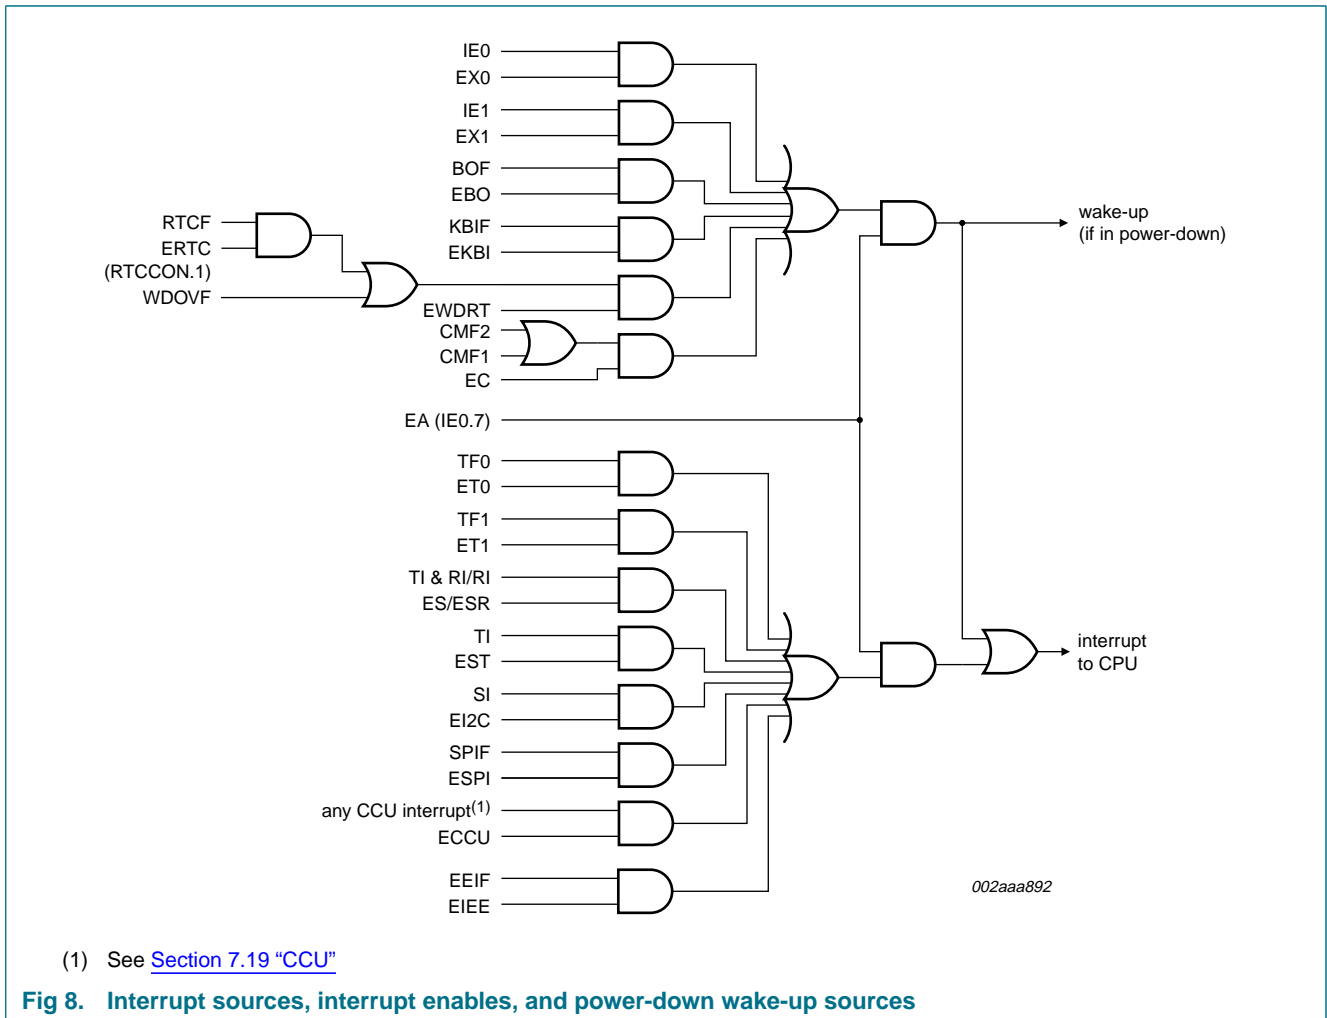 IE0
EX0
IE1
EX1
BOF
EBO
KBIF
EKBI
RTCF
ERTC
(RTCCON.1)
WDOVF
EWDRT
CMF2
CMF1
EC
wake-up
(if in power-down)
EA (IE0.7)
TF0
ET0
TF1
ET1
TI & RI/RI
ES/ESR
TI
EST
SI
EI2C
SPIF
ESPI
any CCU interrupt(1)
ECCU
EEIF
EIEE
interrupt
to CPU
002aaa892
(1) See Section 7.19 “CCU”
Fig 8. Interrupt sources, interrupt enables, and power-down wake-up sources